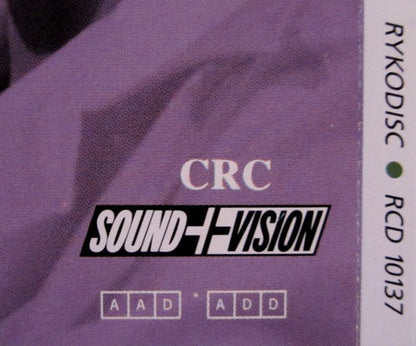 CRC
SOUND+VISION
AAD * ADD
RYKODISC ● RCD 10137